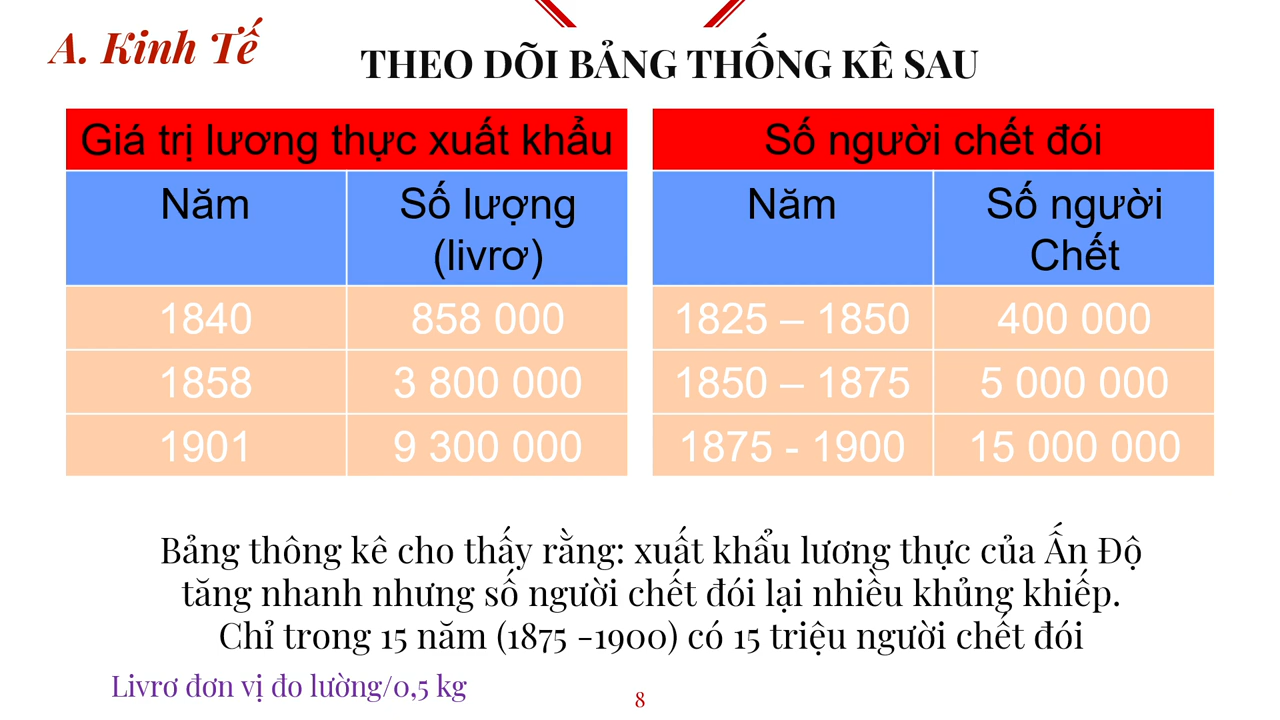 A. Kinh Tế
THEO DÕI BẢNG THỐNG KÊ SAU
Giá trị lương thực xuất khẩu
Năm Số lượng (livrơ)
1840 858 000
1858 3 800 000
1901 9 300 000
Số người chết đói
Năm Số người Chết
1825 – 1850 400 000
1850 – 1875 5 000 000
1875 - 1900 15 000 000
Bảng thông kê cho thấy rằng: xuất khẩu lương thực của Ấn Độ
tăng nhanh nhưng số người chết đói lại nhiều khủng khiếp.
Chỉ trong 15 năm (1875 -1900) có 15 triệu người chết đói
Livrơ đơn vị đo lường/0,5 kg
8